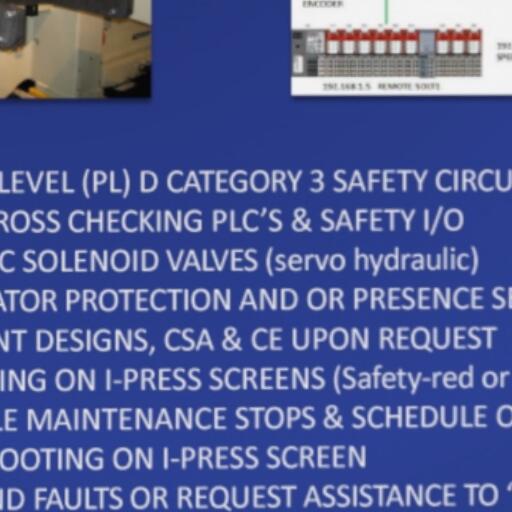 ENCODER
192.168.1.5 REMOTE SOLT1
LEVEL (PL) D CATEGORY 3 SAFETY CIRCU
ROSS CHECKING PLC'S & SAFETY I/O
C SOLENOID VALVES (servo hydraulic)
ATOR PROTECTION AND OR PRESENCE SE
NT DESIGNS, CSA & CE UPON REQUEST
ING ON I-PRESS SCREENS (Safety-red or
LE MAINTENANCE STOPS & SCHEDULE O
OOTING ON I-PRESS SCREEN
ND FAULTS OR REQUEST ASSISTANCE TO '